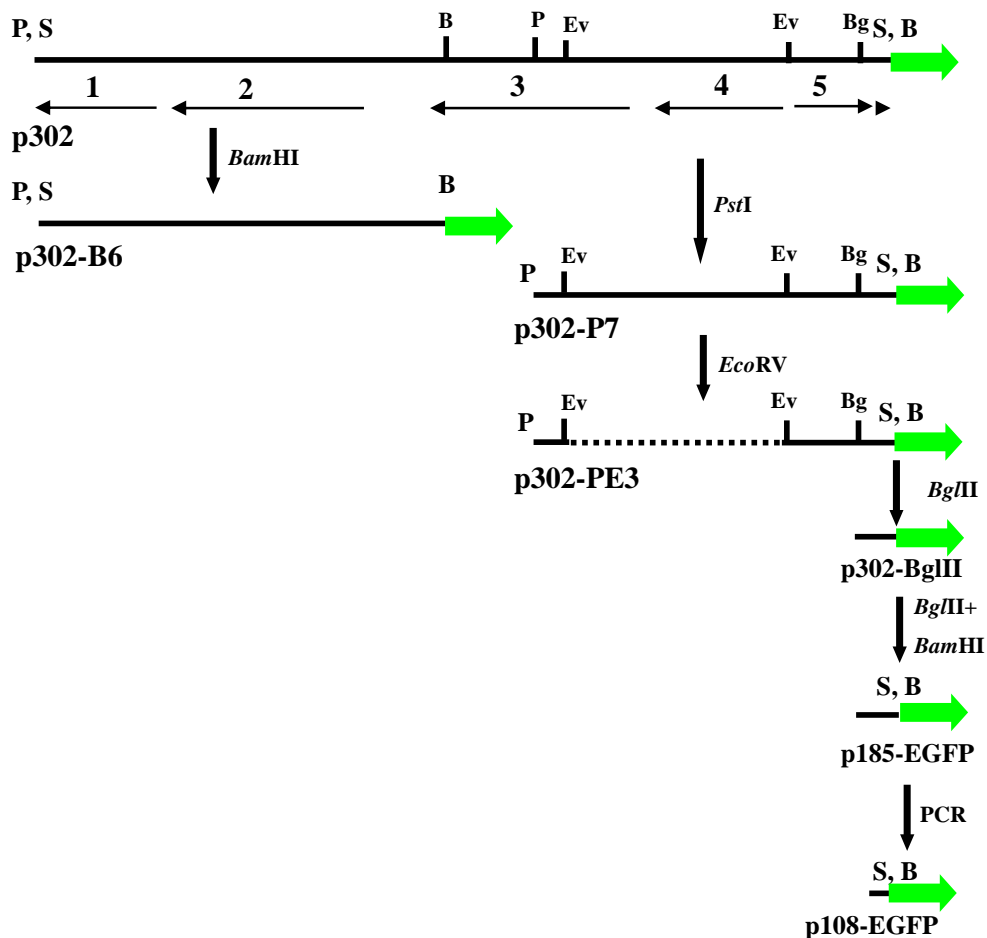 P, S B P Ev Ev Bg S, B
1 2 3 4 5
p302
BamHI
PstI
P, S B
p302-B6
P Ev Ev Bg S, B
p302-P7
EcoRV
P Ev Ev Bg S, B
p302-PE3
BglII
p302-BglII
BglII+
BamHI
S, B
p185-EGFP
PCR
S, B
p108-EGFP